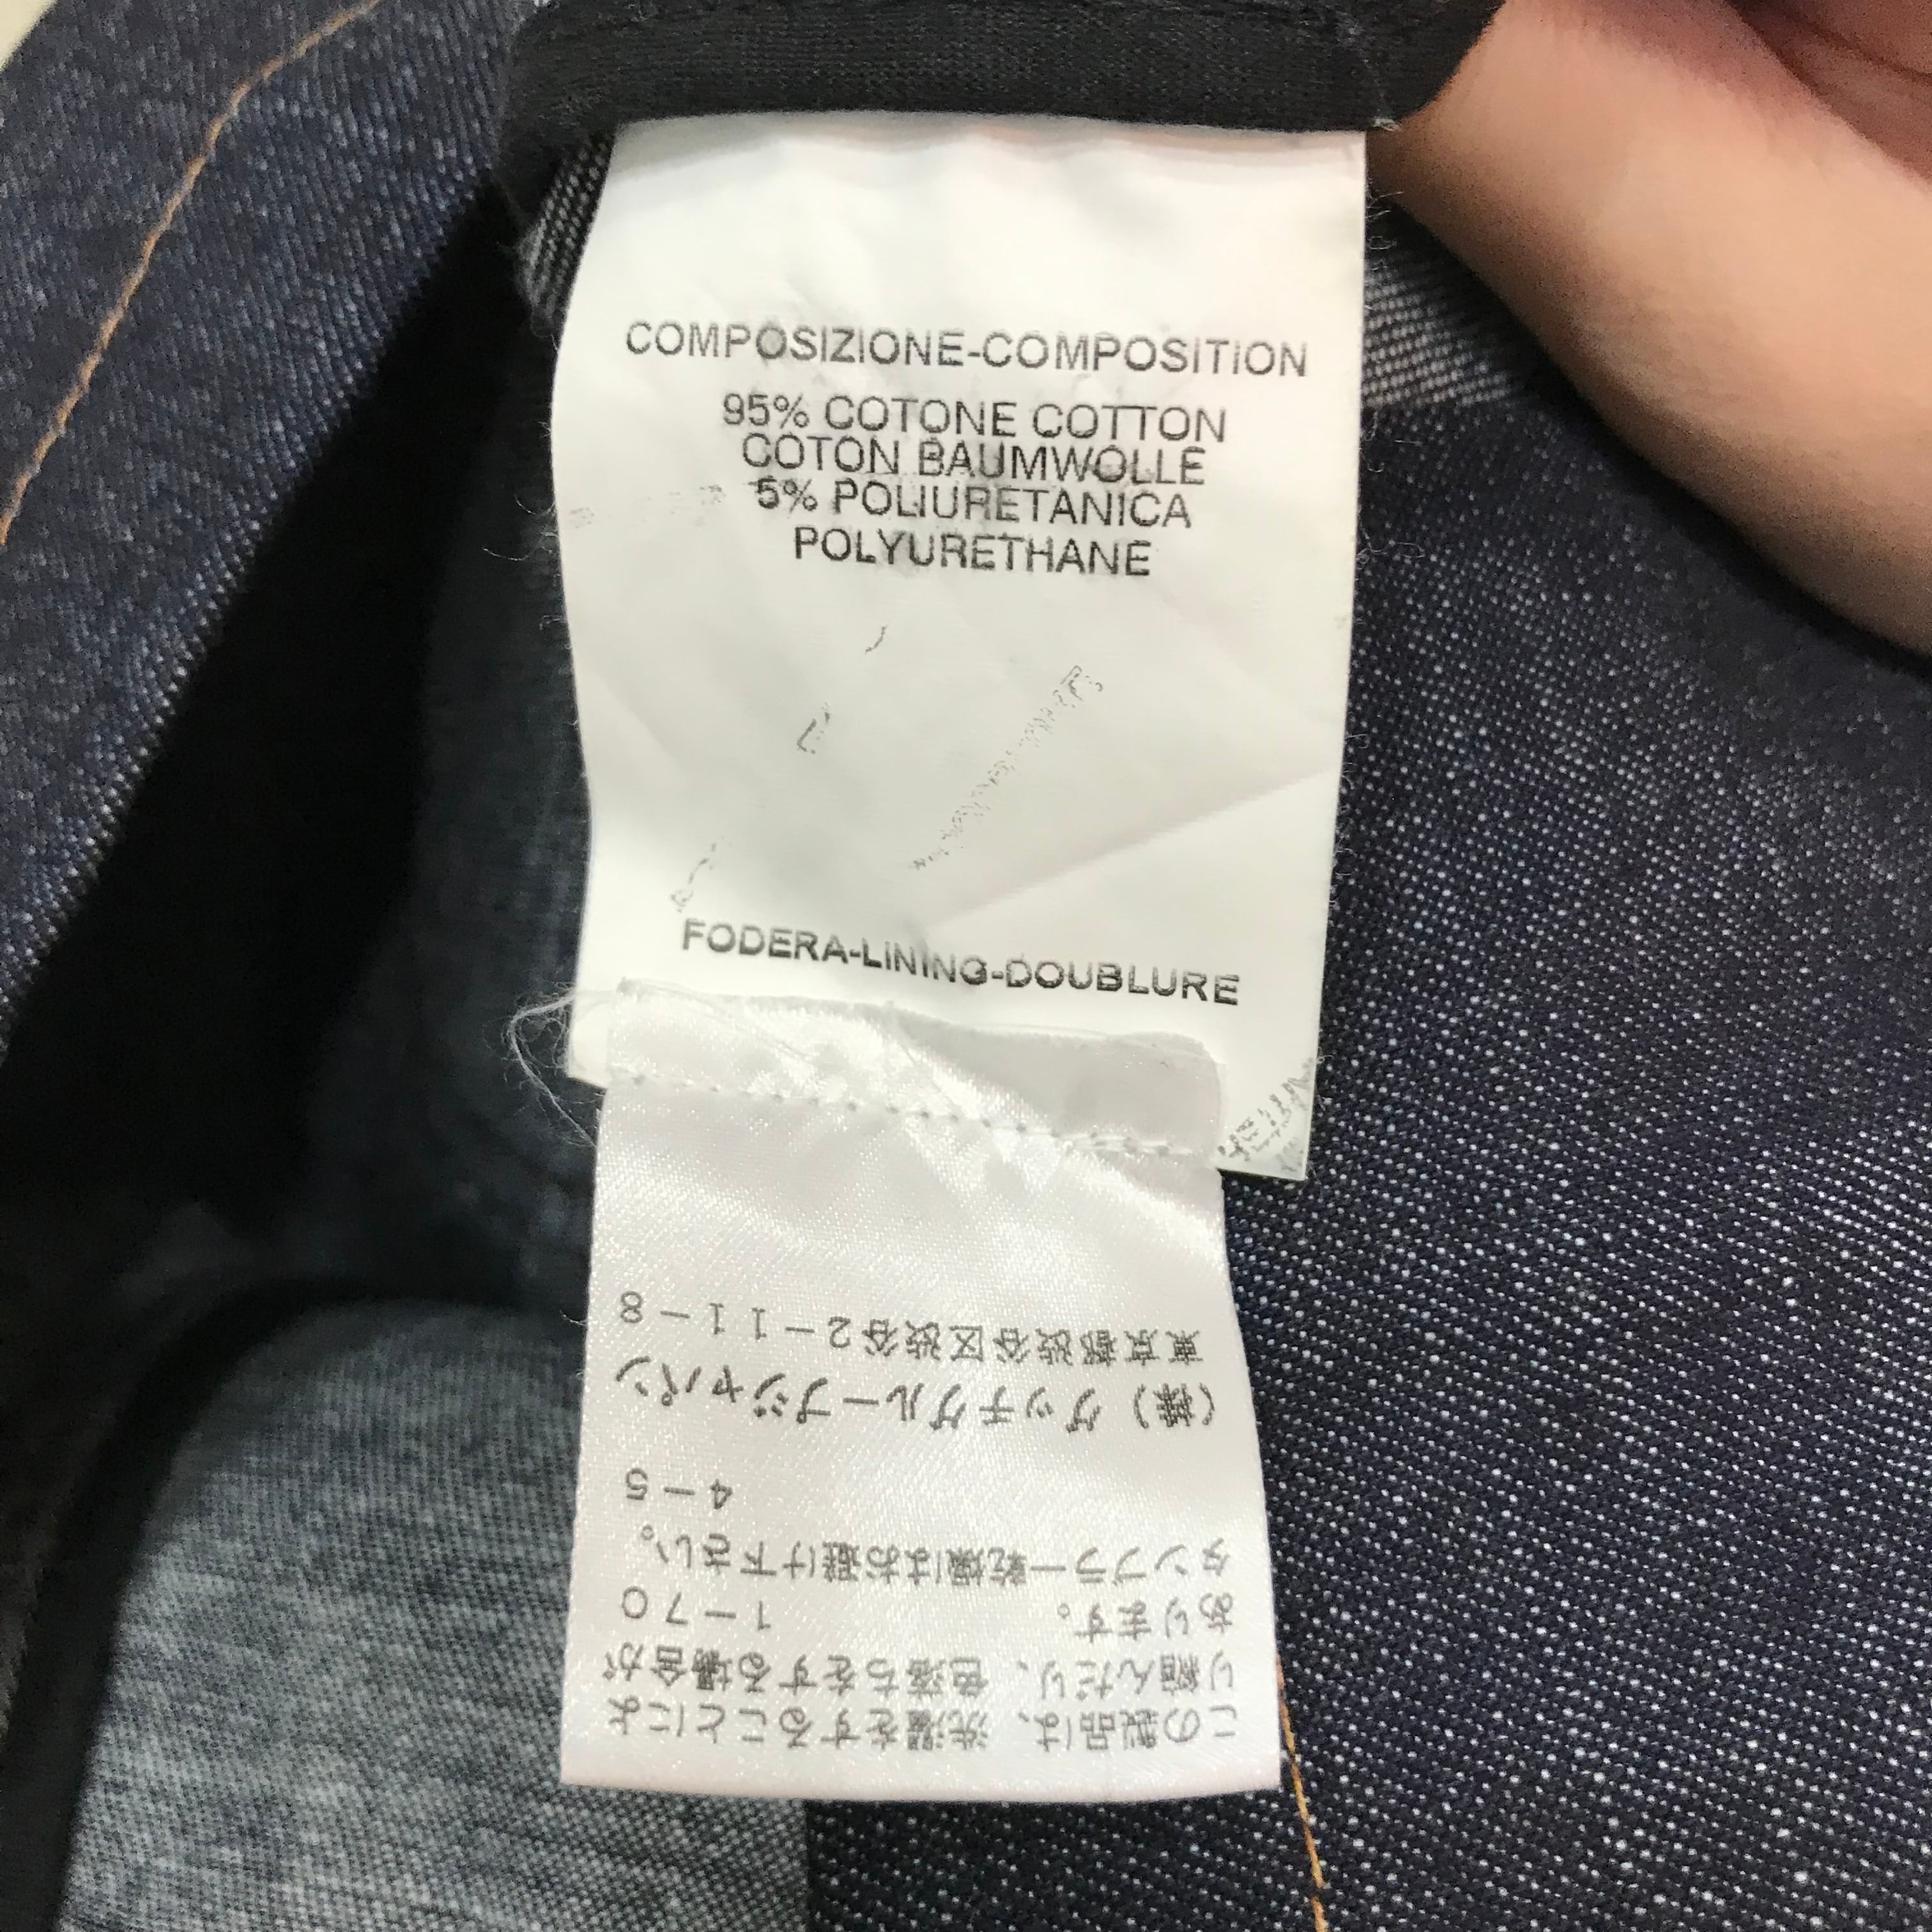 COMPOSIZIONE-COMPOSITION
95% COTONE COTTON
COTON BAUMWOLLE
5% POLIURETANICA
POLYURETHANE
FODERA-LINING-DOUBLURE
この製品は、洗濯をすることによ
り縮んだり、色落ちをする場合が
あります。 1-70
タンブラー乾燥はお避け下さい。
4-5
(株)グッチグループジャパン
東京都渋谷区渋谷2-11-8